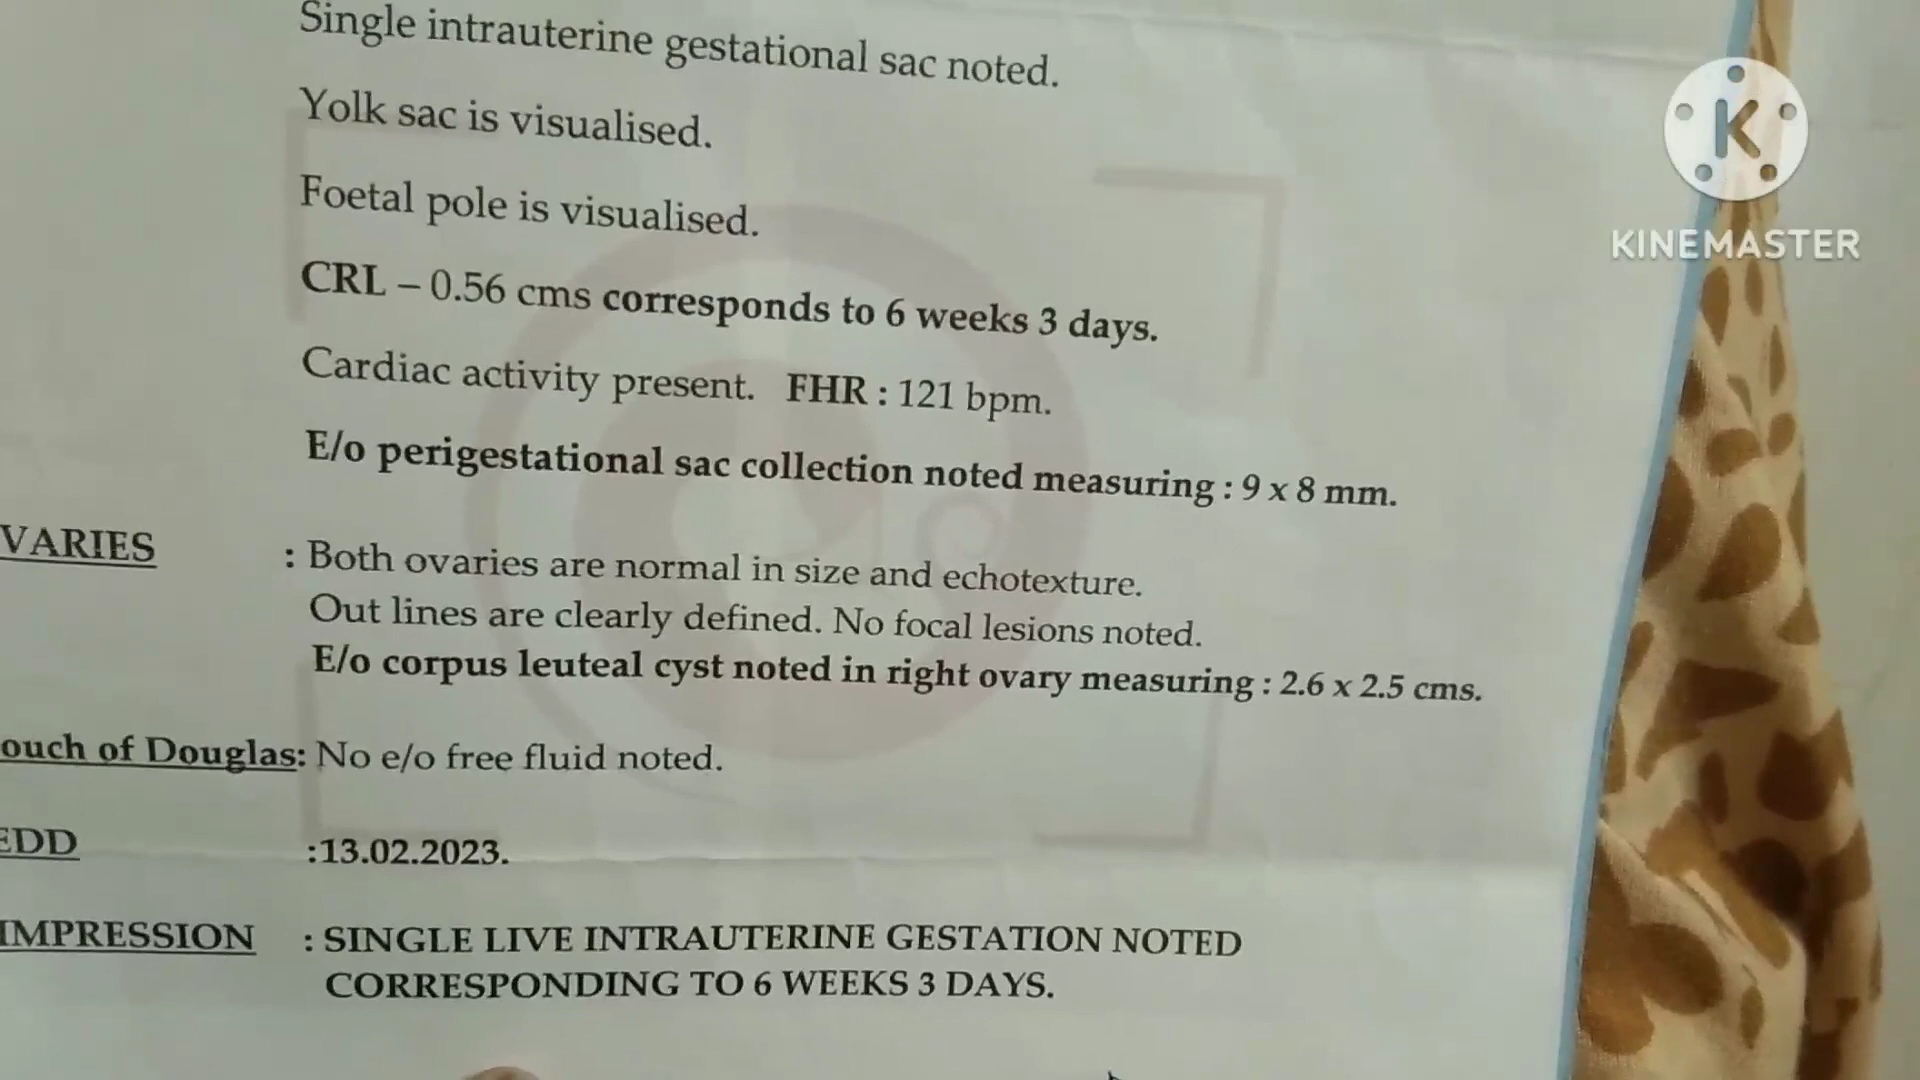 Single intrauterine gestational sac noted.
Yolk sac is visualised.
Foetal pole is visualised.
CRL – 0.56 cms corresponds to 6 weeks 3 days.
Cardiac activity present. FHR : 121 bpm.
E/o perigestational sac collection noted measuring : 9 x 8 mm.
VARIES : Both ovaries are normal in size and echotexture.
Out lines are clearly defined. No focal lesions noted.
E/o corpus leuteal cyst noted in right ovary measuring : 2.6 x 2.5 cms.
ouch of Douglas: No e/o free fluid noted.
EDD :13.02.2023.
IMPRESSION : SINGLE LIVE INTRAUTERINE GESTATION NOTED
CORRESPONDING TO 6 WEEKS 3 DAYS.
K
KINEMASTER